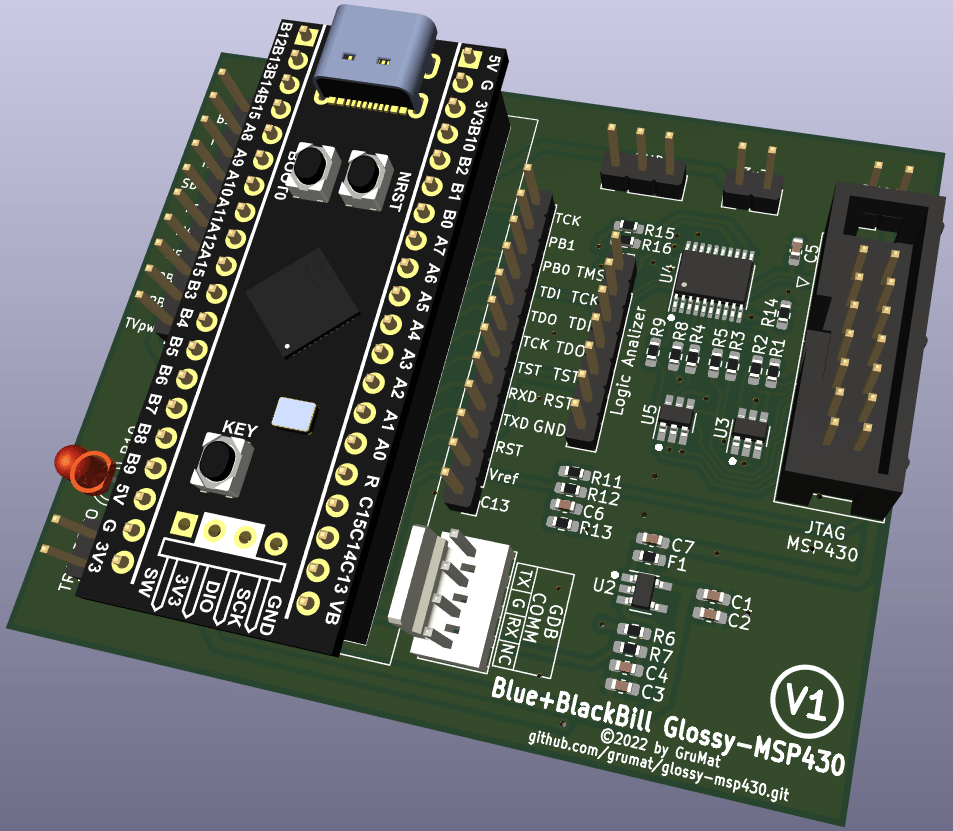 B12 B13 B14 B15 A8 A9 A10 A11 A12 A15 B3 B4 B5 B6 B7 B8 B9 5V G 3V3
5V G 3V3 B10 B2 B1 B0 A7 A6 A5 A4 A3 A2 A1 A0 R C15 C14 C13 VB
BOOT0
NRST
KEY
SW
3V3
DIO
SCK
GND
TVpw
TCK
PB1
PB0 TMS
TDI TCK
TDO TDI
TCK TDO
TST TST
RXD RST
TXD GND
RST
Vref
C13
Logic Analizer
R15
R16
U4
C5
R14
R9
R8
R4
R5
R3
R2
R1
U5
U3
JTAG
MSP430
R11
R12
C6
R13
C7
F1
U2
C1
C2
R6
R7
C4
C3
TX
G
RX
NC
GDB
COMM
V1
Blue+BlackBill Glossy-MSP430
©2022 by GruMat
github.com/grumat/glossy-msp430.git